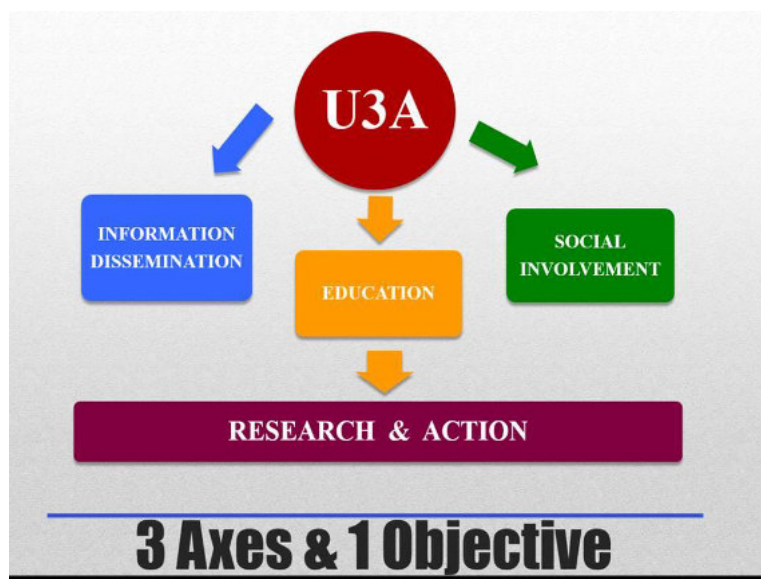 U3A
INFORMATION
DISSEMINATION
EDUCATION
SOCIAL
INVOLVEMENT
RESEARCH & ACTION
3 Axes & 1 Objective